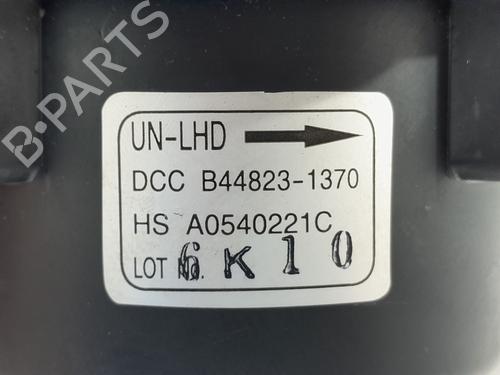 B-PARTS
UN-LHD
DCC B44823-1370
HS A0540221C
LOT No. 6K10